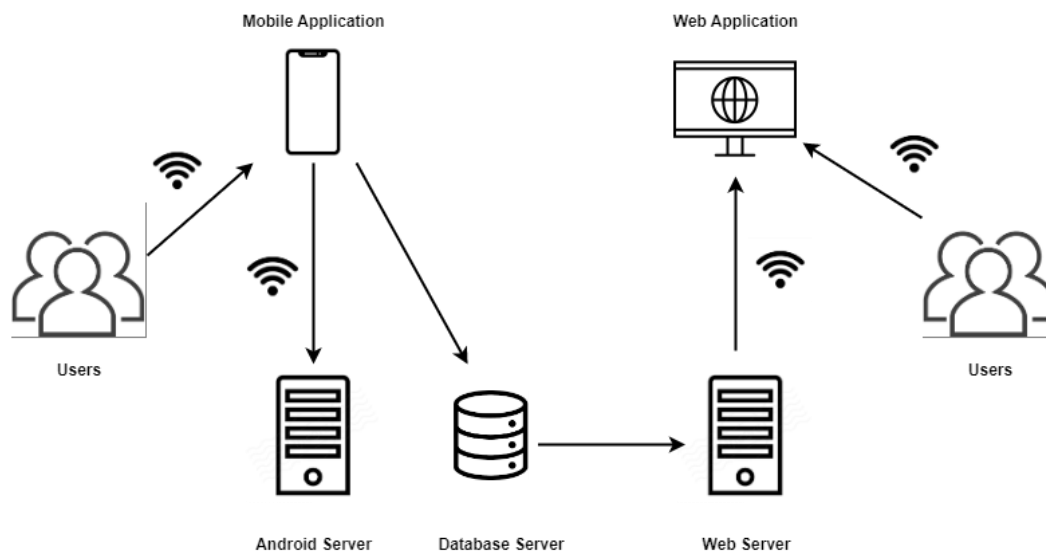 Mobile Application
Web Application
Users
Users
Android Server
Database Server
Web Server